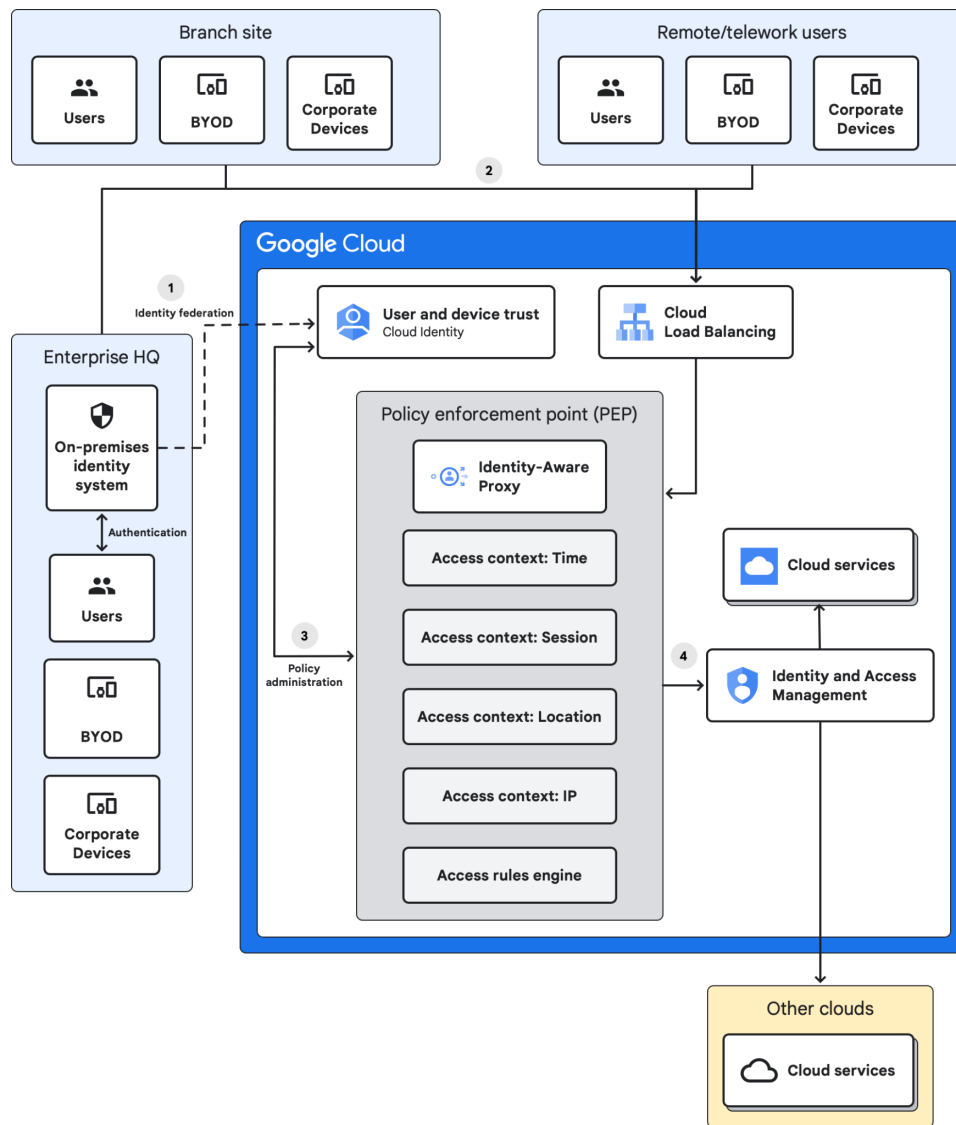 Branch site
Users
BYOD
Corporate
Devices
Remote/telework users
Users
BYOD
Corporate
Devices
2
Google Cloud
1
Identity federation
User and device trust
Cloud Identity
Cloud
Load Balancing
Enterprise HQ
On-premises
identity
system
Authentication
Users
BYOD
Corporate
Devices
Policy enforcement point (PEP)
Identity-Aware
Proxy
Access context: Time
Access context: Session
Access context: Location
Access context: IP
Access rules engine
3
Policy
administration
4
Cloud services
Identity and Access
Management
Other clouds
Cloud services